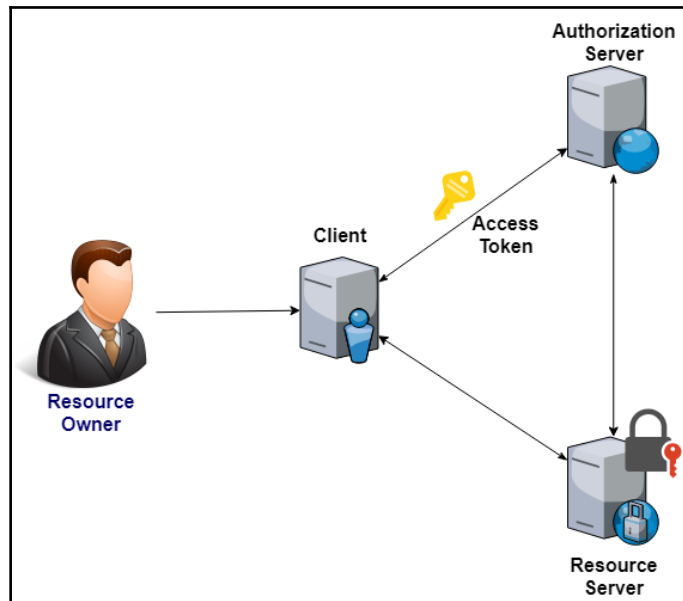 Authorization
Server
Access
Token
Client
Resource
Owner
Resource
Server